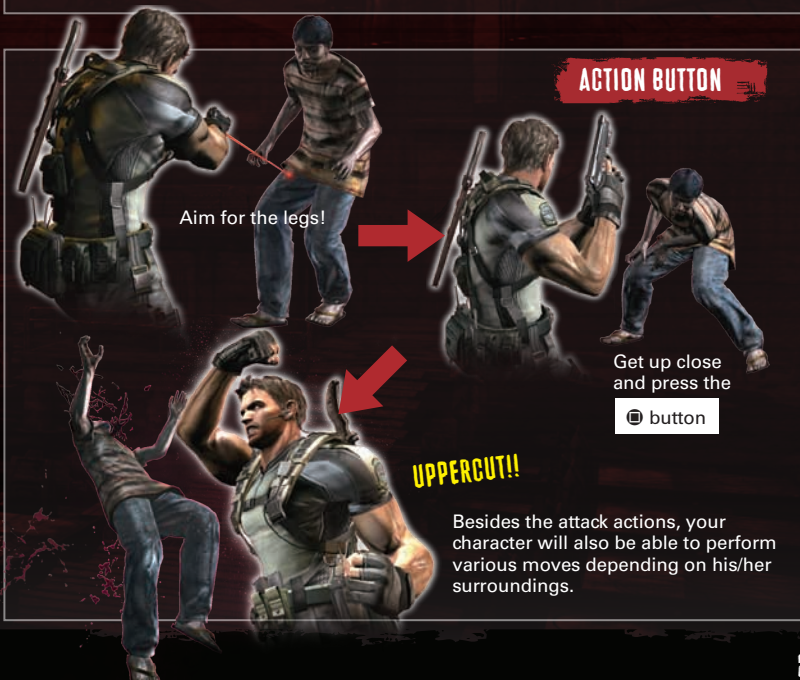 ACTION BUTTON
Aim for the legs!
Get up close
and press the
button
UPPERCUT!!
Besides the attack actions, your
character will also be able to perform
various moves depending on his/her
surroundings.